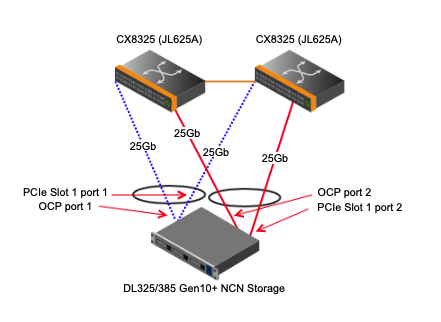 CX8325 (JL625A)
CX8325 (JL625A)
25Gb
25Gb
25Gb
25Gb
PCIe Slot 1 port 1
OCP port 1
OCP port 2
PCIe Slot 1 port 2
DL325/385 Gen10+ NCN Storage